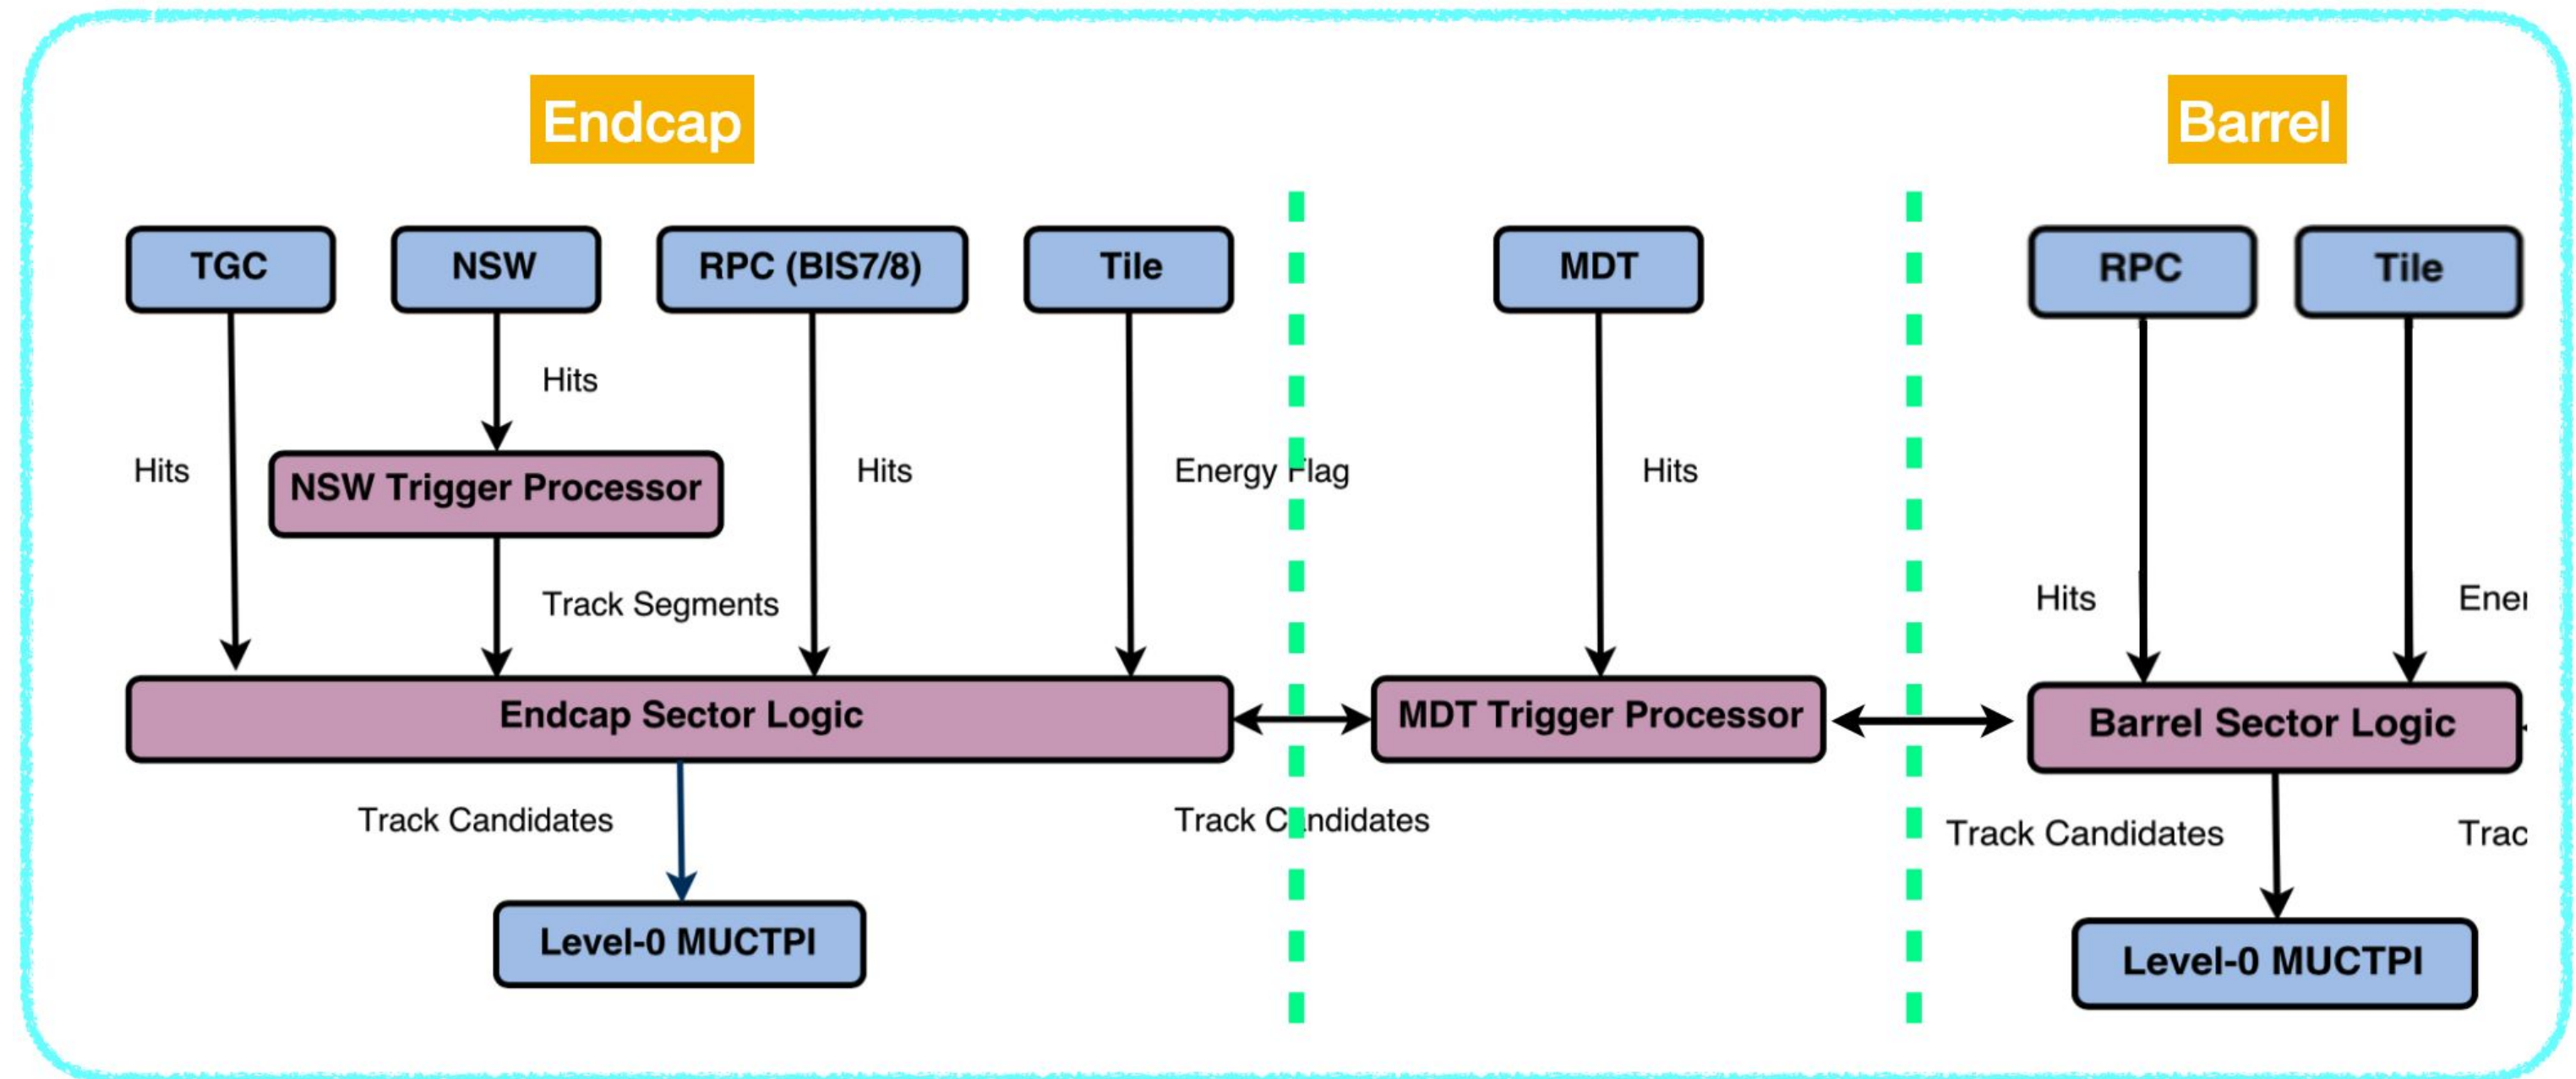 Endcap
Barrel
TGC
NSW
RPC (BIS7/8)
Tile
MDT
RPC
Tile
Hits
Hits
Hits
Energy Flag
Hits
NSW Trigger Processor
Track Segments
Hits
Ener
Endcap Sector Logic
MDT Trigger Processor
Barrel Sector Logic
Track Candidates
Track Candidates
Track Candidates
Trac
Level-0 MUCTPI
Level-0 MUCTPI